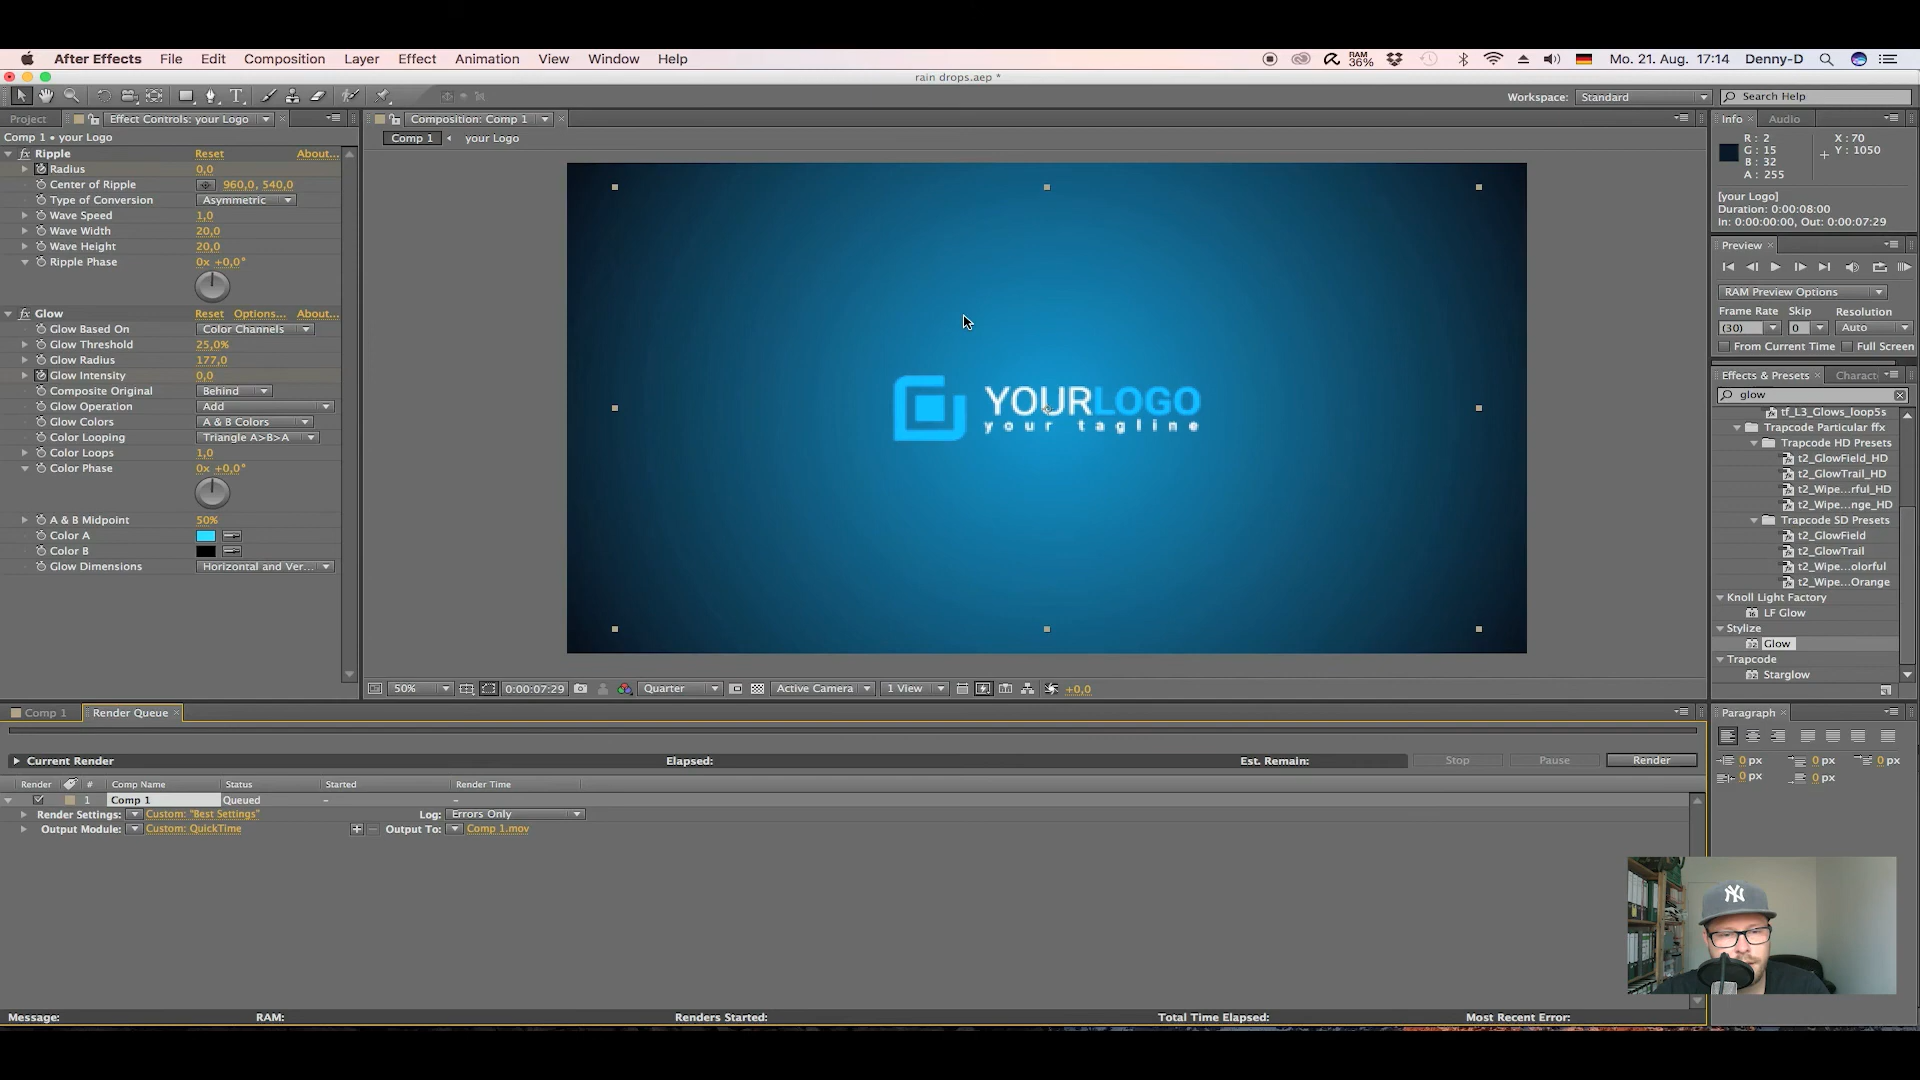 After Effects File Edit Composition Layer Effect Animation View Window Help RAM 36% Mo. 21. Aug. 17:14 Denny-D
rain drops.aep *
Workspace: Standard Search Help
Project Effect Controls: your Logo
Comp 1 • your Logo
Ripple Reset About...
Radius 0,0
Center of Ripple 960,0, 540,0
Type of Conversion Asymmetric
Wave Speed 1,0
Wave Width 20,0
Wave Height 20,0
Ripple Phase 0x +0,0°
Glow Reset Options... About...
Glow Based On Color Channels
Glow Threshold 25,0%
Glow Radius 177,0
Glow Intensity 0,0
Composite Original Behind
Glow Operation Add
Glow Colors A & B Colors
Color Looping Triangle A>B>A
Color Loops 1,0
Color Phase 0x +0,0°
A & B Midpoint 50%
Color A
Color B
Glow Dimensions Horizontal and Ver...
Composition: Comp 1
Comp 1 your Logo
YOURLOGO
your tagline
50% 0:00:07:29 Quarter Active Camera 1 View +0,0
Info Audio
R : 2 X : 70
G : 15 Y : 1050
B : 32
A : 255
[your Logo]
Duration: 0:00:08:00
In: 0:00:00:00, Out: 0:00:07:29
Preview
RAM Preview Options
Frame Rate Skip Resolution
(30) 0 Auto
From Current Time Full Screen
Effects & Presets Charact
glow
tf_L3_Glows_loop5s
Trapcode Particular ffx
Trapcode HD Presets
t2_GlowField_HD
t2_GlowTrail_HD
t2_Wipe...rful_HD
t2_Wipe...nge_HD
Trapcode SD Presets
t2_GlowField
t2_GlowTrail
t2_Wipe...olorful
t2_Wipe...Orange
Knoll Light Factory
LF Glow
Stylize
Glow
Trapcode
Starglow
Comp 1 Render Queue
Current Render Elapsed: Est. Remain: Stop Pause Render
Render # Comp Name Status Started Render Time
1 Comp 1 Queued - -
Render Settings: Custom: "Best Settings" Log: Errors Only
Output Module: Custom: QuickTime Output To: Comp 1.mov
Message: RAM: Renders Started: Total Time Elapsed: Most Recent Error:
Paragraph
0 px 0 px 0 px
0 px 0 px
NY